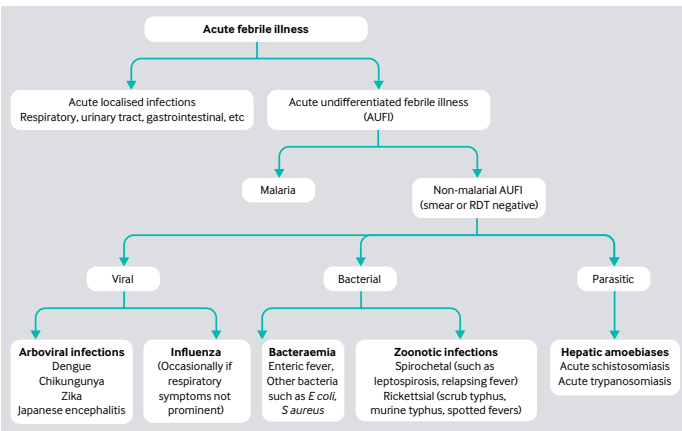 Acute febrile illness
Acute localised infections
Respiratory, urinary tract, gastrointestinal, etc
Acute undifferentiated febrile illness
(AUFI)
Malaria
Non-malarial AUFI
(smear or RDT negative)
Viral
Bacterial
Parasitic
Arboviral infections
Dengue
Chikungunya
Zika
Japanese encephalitis
Influenza
(Occasionally if
respiratory
symptoms not
prominent)
Bacteraemia
Enteric fever,
Other bacteria
such as E coli,
S aureus
Zoonotic infections
Spirochetal (such as
leptospirosis, relapsing fever)
Rickettsial (scrub typhus,
murine typhus, spotted fevers)
Hepatic amoebiases
Acute schistosomiasis
Acute trypanosomiasis